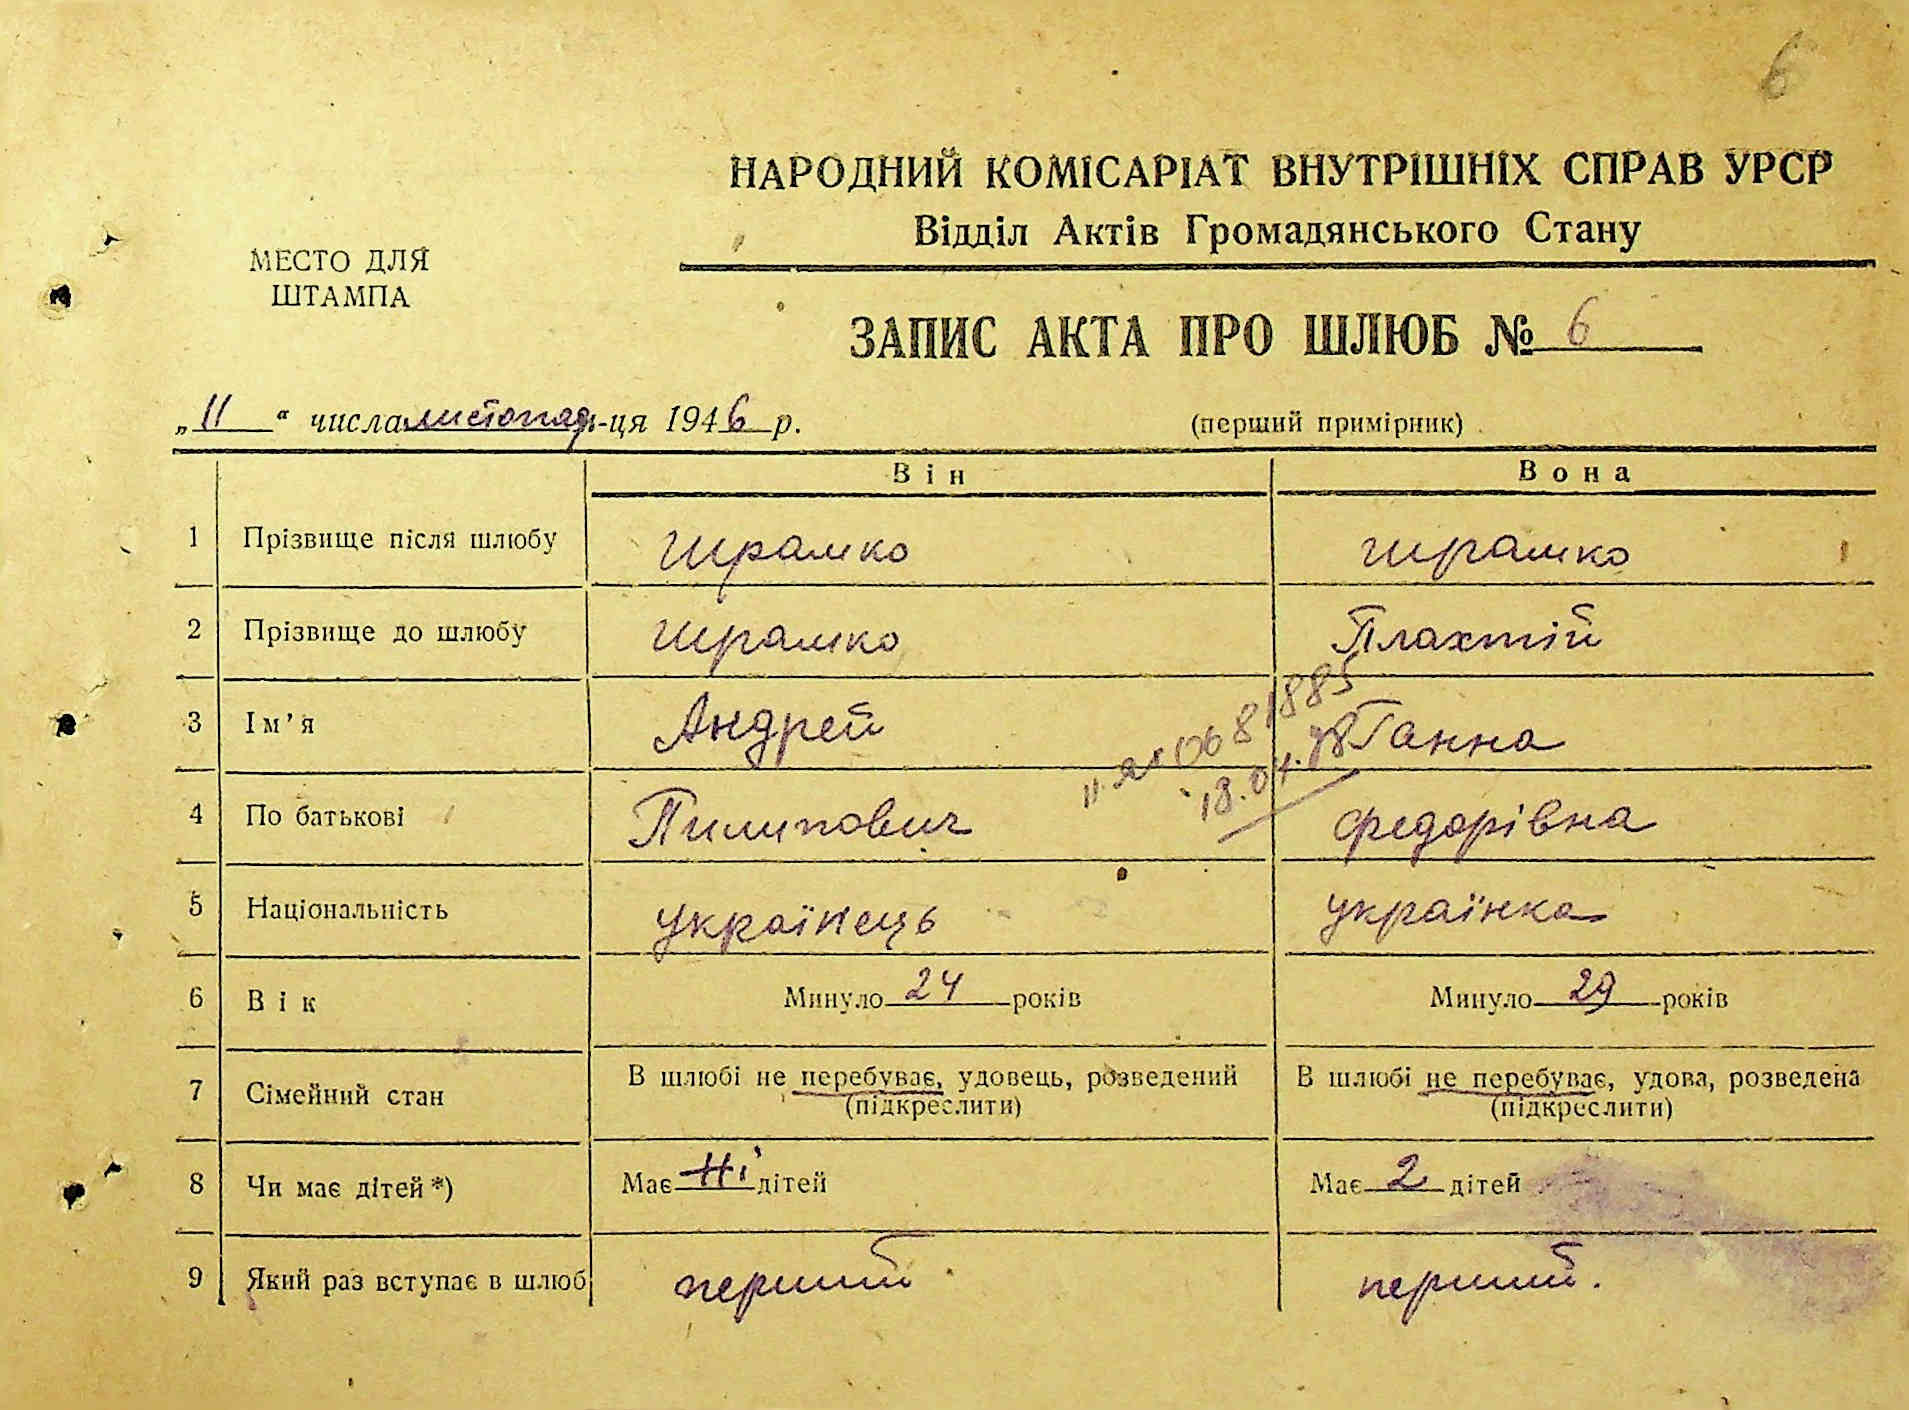 6
НАРОДНИЙ КОМІСАРІАТ ВНУТРІШНІХ СПРАВ УРСР
Відділ Актів Громадянського Стану
МЕСТО ДЛЯ
ШТАМПА
ЗАПИС АКТА ПРО ШЛЮБ № 6
„11“ числа листопад-ця 1946 р.
(перший примірник)
Він Вона
1 Прізвище після шлюбу Шрамко Шрамко
2 Прізвище до шлюбу Шрамко Плахтій
3 Ім'я Андрей Ганна
0681885
18.04.78
4 По батькові Пилипович Федорівна
5 Національність Українець українка
6 Вік Минуло 24 років Минуло 29 років
7 Сімейний стан В шлюбі не перебуває, удовець, розведений В шлюбі не перебуває, удова, розведена
(підкреслити) (підкреслити)
8 Чи має дітей*) Має Ні дітей Має 2 дітей
9 Який раз вступає в шлюб перший перший.